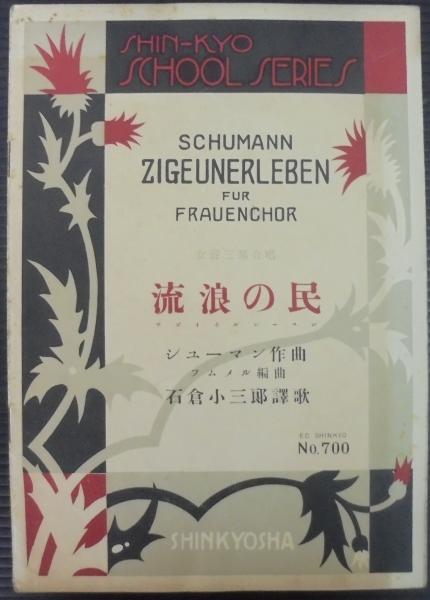 SHIN-KYO
SCHOOL SERIES
SCHUMANN
ZIGEUNERLEBEN
FUR
FRAUENCHOR
女聲三部合唱
流浪の民
シューマン作曲
フムメル編曲
石倉小三郎譯歌
ED. SHINKYO
No.700
SHINKYOSHA